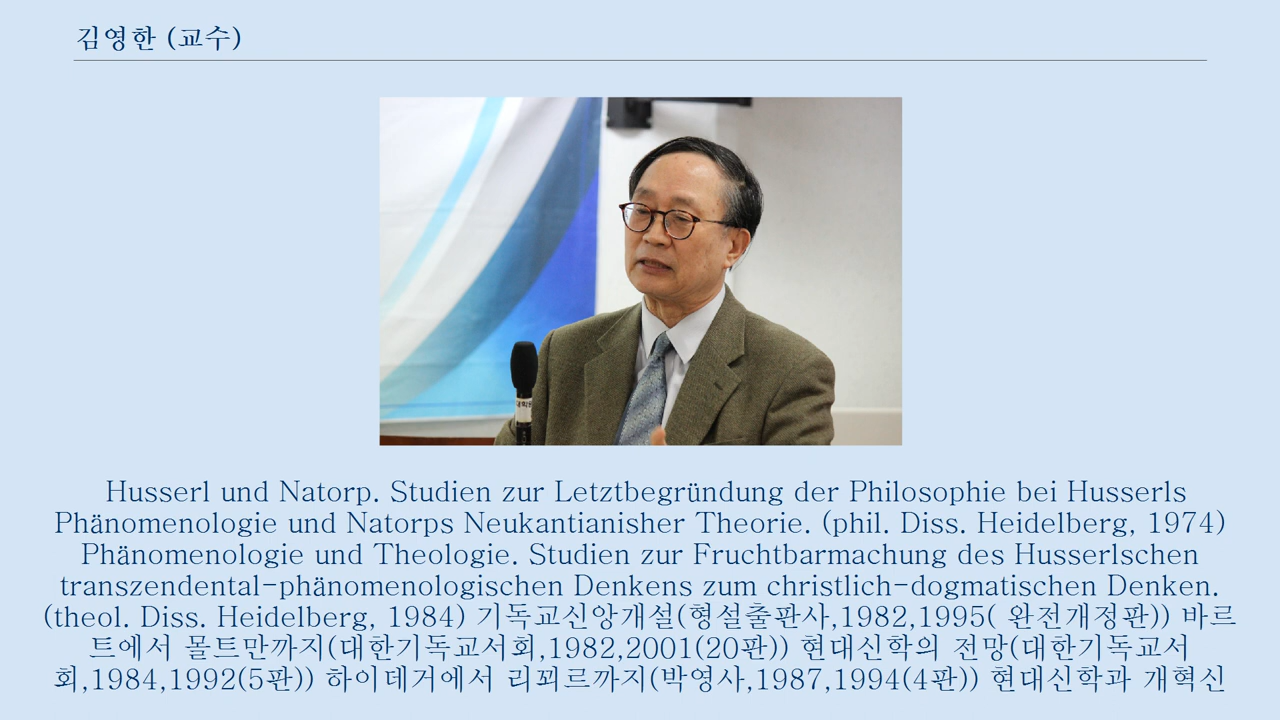 김영한 (교수)
대학원
Husserl und Natorp. Studien zur Letztbegründung der Philosophie bei Husserls
Phänomenologie und Natorps Neukantianisher Theorie. (phil. Diss. Heidelberg, 1974)
Phänomenologie und Theologie. Studien zur Fruchtbarmachung des Husserlschen
transzendental-phänomenologischen Denkens zum christlich-dogmatischen Denken.
(theol. Diss. Heidelberg, 1984) 기독교신앙개설(형설출판사,1982,1995( 완전개정판)) 바르
트에서 몰트만까지(대한기독교서회,1982,2001(20판)) 현대신학의 전망(대한기독교서
회,1984,1992(5판)) 하이데거에서 리꾀르까지(박영사,1987,1994(4판)) 현대신학과 개혁신